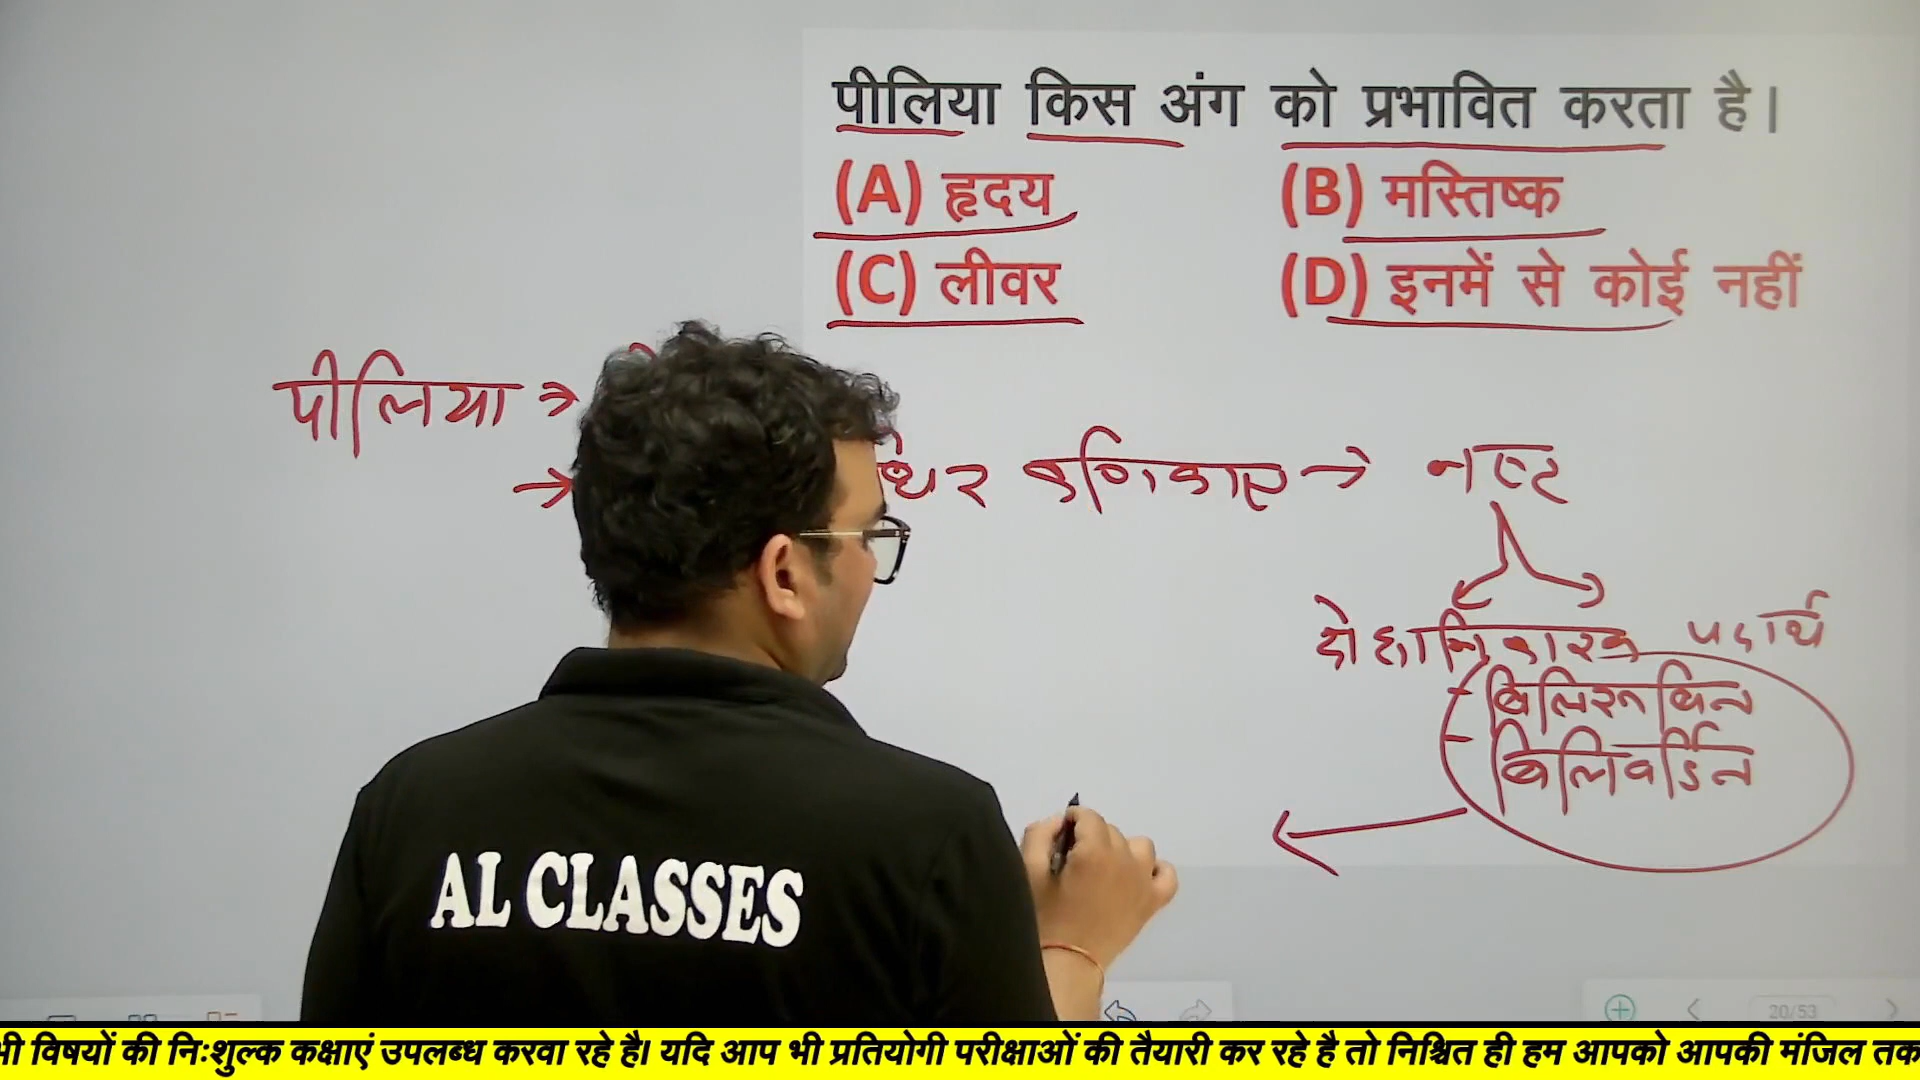 पीलिया किस अंग को प्रभावित करता है।
(A) हृदय (B) मस्तिष्क
(C) लीवर (D) इनमें से कोई नहीं
पीलिया →
→ धिर कणिकाए → नष्ट
दो हानिकारक पदार्थ
- बिलिरूबिन
- बिलिवर्डिन
AL CLASSES
20/53
भी विषयों की निःशुल्क कक्षाएं उपलब्ध करवा रहे है। यदि आप भी प्रतियोगी परीक्षाओं की तैयारी कर रहे है तो निश्चित ही हम आपको आपकी मंजिल तक